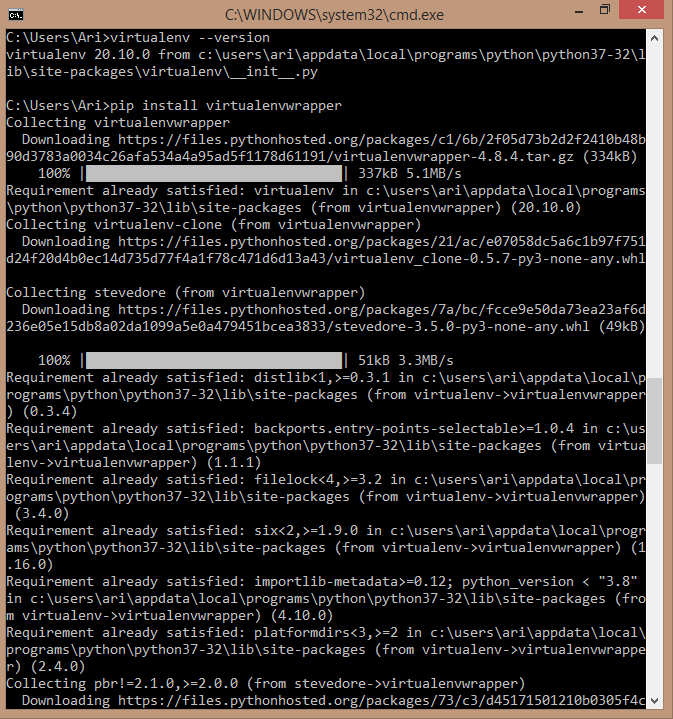 C:\WINDOWS\system32\cmd.exe
C:\Users\Ari>virtualenv --version
virtualenv 20.10.0 from c:\users\ari\appdata\local\programs\python\python37-32\l
ib\site-packages\virtualenv\__init__.py
C:\Users\Ari>pip install virtualenvwrapper
Collecting virtualenvwrapper
  Downloading https://files.pythonhosted.org/packages/c1/6b/2f05d73b2d2f2410b48b
90d3783a0034c26afa534a4a95ad5f1178d61191/virtualenvwrapper-4.8.4.tar.gz (334kB)
    100% |████████████████████████████████| 337kB 5.1MB/s
Requirement already satisfied: virtualenv in c:\users\ari\appdata\local\programs
\python\python37-32\lib\site-packages (from virtualenvwrapper) (20.10.0)
Collecting virtualenv-clone (from virtualenvwrapper)
  Downloading https://files.pythonhosted.org/packages/21/ac/e07058dc5a6c1b97f751
d24f20d4b0ec14d735d77f4a1f78c471d6d13a43/virtualenv_clone-0.5.7-py3-none-any.whl
Collecting stevedore (from virtualenvwrapper)
  Downloading https://files.pythonhosted.org/packages/7a/bc/fcce9e50da73ea23af6d
236e05e15db8a02da1099a5e0a479451bcea3833/stevedore-3.5.0-py3-none-any.whl (49kB)
    100% |████████████████████████████████| 51kB 3.3MB/s
Requirement already satisfied: distlib<1,>=0.3.1 in c:\users\ari\appdata\local\p
rograms\python\python37-32\lib\site-packages (from virtualenv->virtualenvwrapper
) (0.3.4)
Requirement already satisfied: backports.entry-points-selectable>=1.0.4 in c:\us
ers\ari\appdata\local\programs\python\python37-32\lib\site-packages (from virtua
lenv->virtualenvwrapper) (1.1.1)
Requirement already satisfied: filelock<4,>=3.2 in c:\users\ari\appdata\local\pr
ograms\python\python37-32\lib\site-packages (from virtualenv->virtualenvwrapper)
 (3.4.0)
Requirement already satisfied: six<2,>=1.9.0 in c:\users\ari\appdata\local\progr
ams\python\python37-32\lib\site-packages (from virtualenv->virtualenvwrapper) (1
.16.0)
Requirement already satisfied: importlib-metadata>=0.12; python_version < "3.8"
in c:\users\ari\appdata\local\programs\python\python37-32\lib\site-packages (fro
m virtualenv->virtualenvwrapper) (4.10.0)
Requirement already satisfied: platformdirs<3,>=2 in c:\users\ari\appdata\local\
programs\python\python37-32\lib\site-packages (from virtualenv->virtualenvwrappe
r) (2.4.0)
Collecting pbr!=2.1.0,>=2.0.0 (from stevedore->virtualenvwrapper)
  Downloading https://files.pythonhosted.org/packages/73/c3/d45171501210b0305f4c